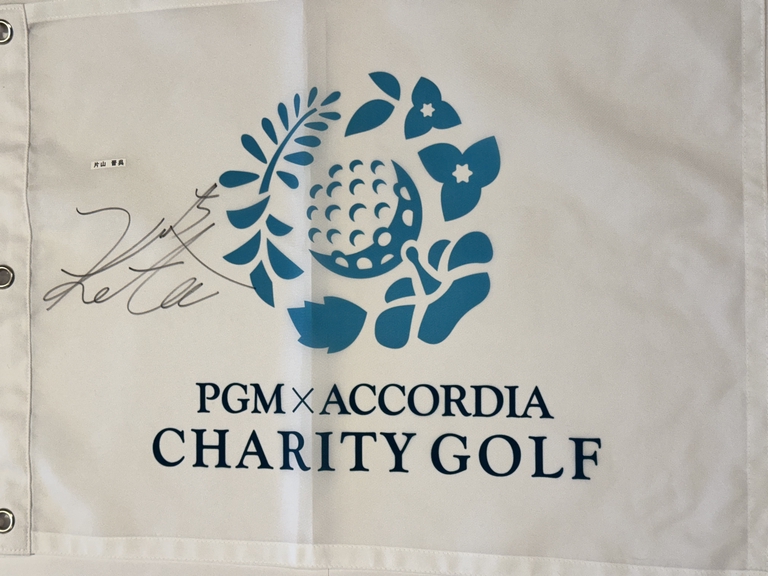 片山 晋呉
PGM×ACCORDIA
CHARITY GOLF